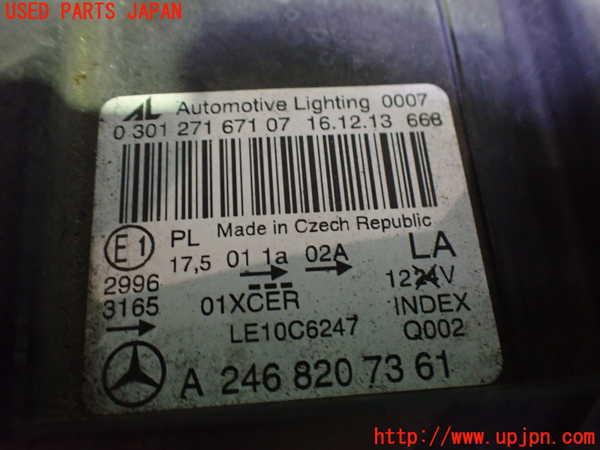 USED PARTS JAPAN
AL Automotive Lighting 0007
0 301 271 671 07 16.12.13 668
Made in Czech Republic
E1 PL 17,5 01 1a 02A LA
2996 1224V
3165 01XCER INDEX
LE10C6247 Q002
A 246 820 73 61
http://www.upjpn.com/